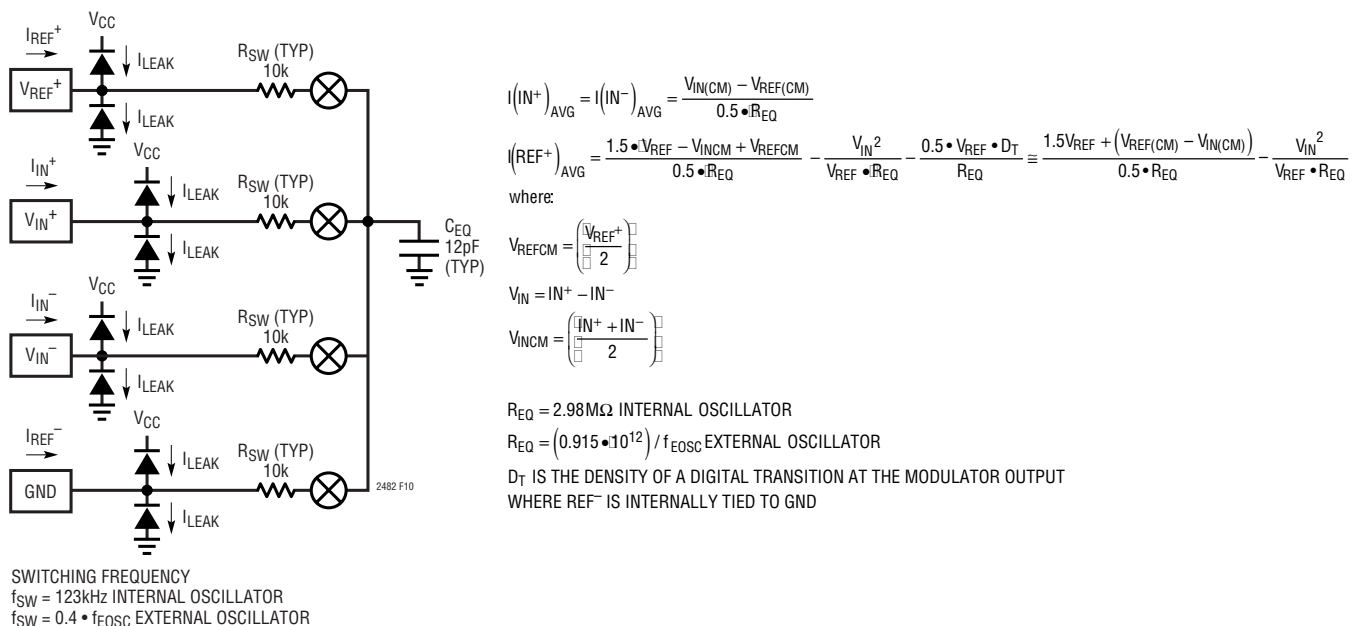 VCC
IREF+
ILEAK
RSW (TYP)
10k
VREF+
ILEAK
VCC
IIN+
ILEAK
RSW (TYP)
10k
VIN+
ILEAK
CEQ
12pF
(TYP)
VCC
IIN−
ILEAK
RSW (TYP)
10k
VIN−
ILEAK
VCC
IREF−
ILEAK
RSW (TYP)
10k
GND
ILEAK
2482 F10
SWITCHING FREQUENCY
fSW = 123kHz INTERNAL OSCILLATOR
fSW = 0.4 • fEOSC EXTERNAL OSCILLATOR
I(IN+)AVG = I(IN−)AVG = (VIN(CM) − VREF(CM)) / (0.5 • REQ)
I(REF+)AVG = (1.5 • VREF − VINCM + VREFCM) / (0.5 • REQ) − VIN² / (VREF • REQ) − (0.5 • VREF • DT) / REQ ≅ (1.5VREF + (VREF(CM) − VIN(CM))) / (0.5 • REQ) − VIN² / (VREF • REQ)
where:
VREFCM = (VREF+ / 2)
VIN = IN+ − IN−
VINCM = ((IN+ + IN−) / 2)
REQ = 2.98MΩ INTERNAL OSCILLATOR
REQ = (0.915 • 10¹²) / fEOSC EXTERNAL OSCILLATOR
DT IS THE DENSITY OF A DIGITAL TRANSITION AT THE MODULATOR OUTPUT
WHERE REF− IS INTERNALLY TIED TO GND